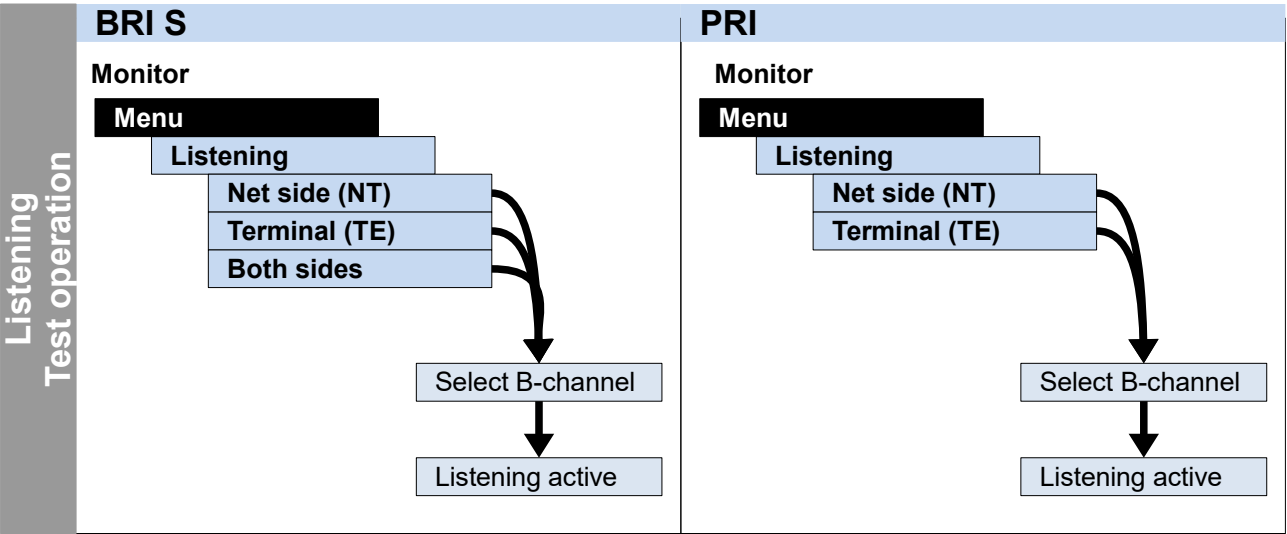 Listening
Test operation
BRI S
Monitor
Menu
Listening
Net side (NT)
Terminal (TE)
Both sides
Select B-channel
Listening active
PRI
Monitor
Menu
Listening
Net side (NT)
Terminal (TE)
Select B-channel
Listening active